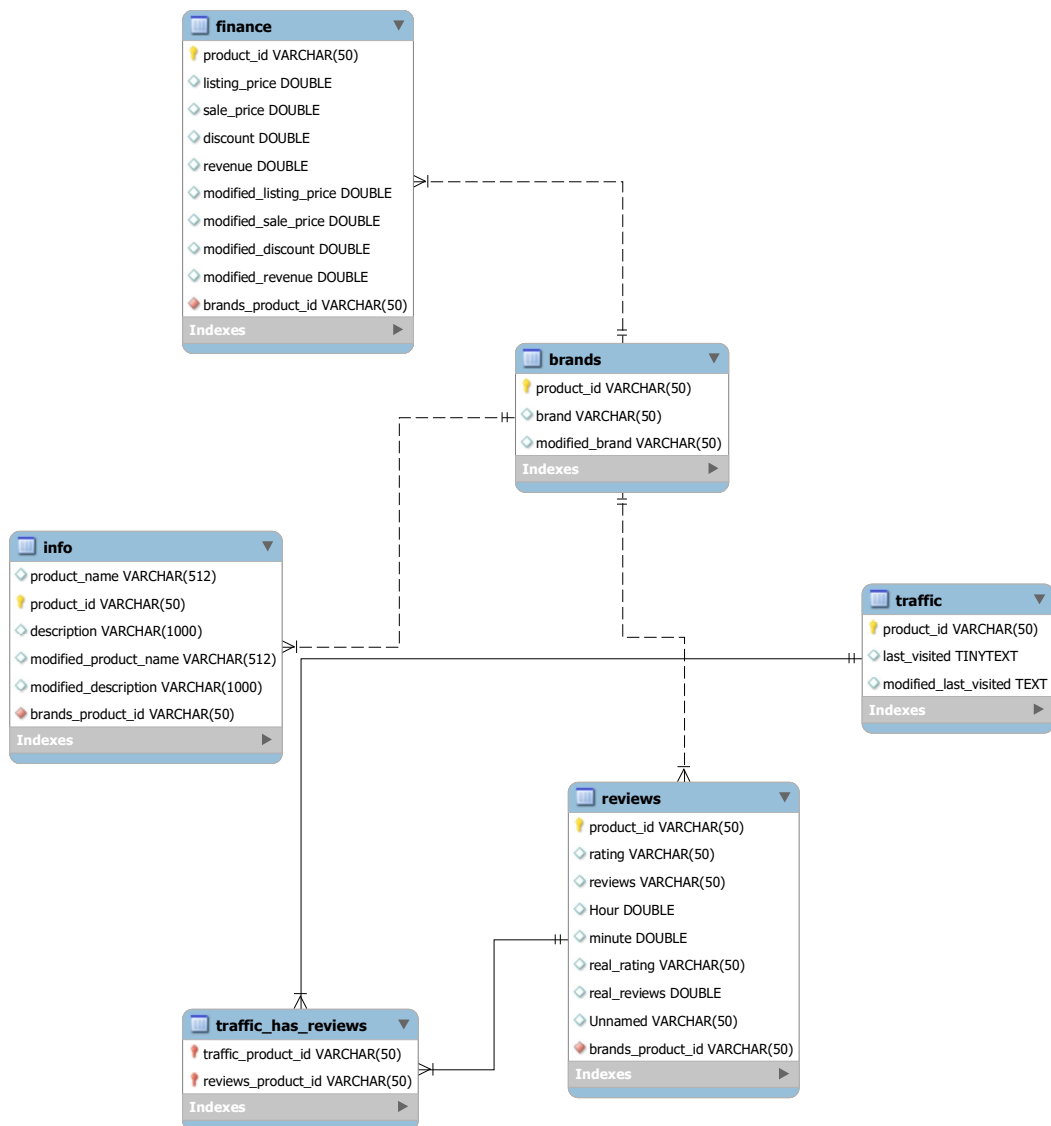 finance
product_id VARCHAR(50)
listing_price DOUBLE
sale_price DOUBLE
discount DOUBLE
revenue DOUBLE
modified_listing_price DOUBLE
modified_sale_price DOUBLE
modified_discount DOUBLE
modified_revenue DOUBLE
brands_product_id VARCHAR(50)
Indexes
brands
product_id VARCHAR(50)
brand VARCHAR(50)
modified_brand VARCHAR(50)
Indexes
info
product_name VARCHAR(512)
product_id VARCHAR(50)
description VARCHAR(1000)
modified_product_name VARCHAR(512)
modified_description VARCHAR(1000)
brands_product_id VARCHAR(50)
Indexes
traffic
product_id VARCHAR(50)
last_visited TINYTEXT
modified_last_visited TEXT
Indexes
reviews
product_id VARCHAR(50)
rating VARCHAR(50)
reviews VARCHAR(50)
Hour DOUBLE
minute DOUBLE
real_rating VARCHAR(50)
real_reviews DOUBLE
Unnamed VARCHAR(50)
brands_product_id VARCHAR(50)
Indexes
traffic_has_reviews
traffic_product_id VARCHAR(50)
reviews_product_id VARCHAR(50)
Indexes